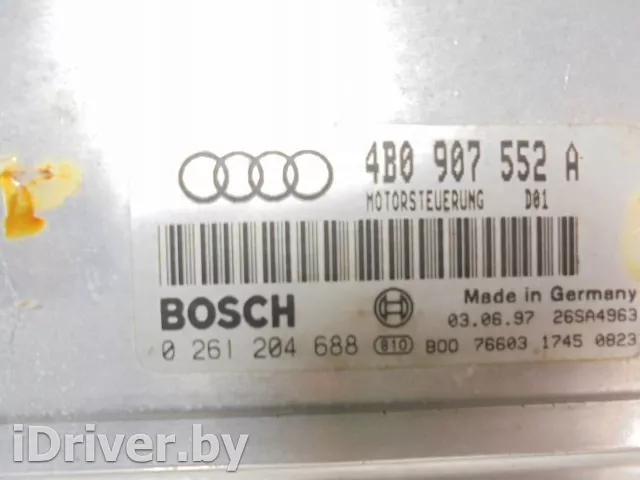 4B0 907 552 A
MOTORSTEUERUNG D01
BOSCH
Made in Germany
03.06.97 26SA4963
0 261 204 688 810 B00 76603 1745 0823
iDriver.by